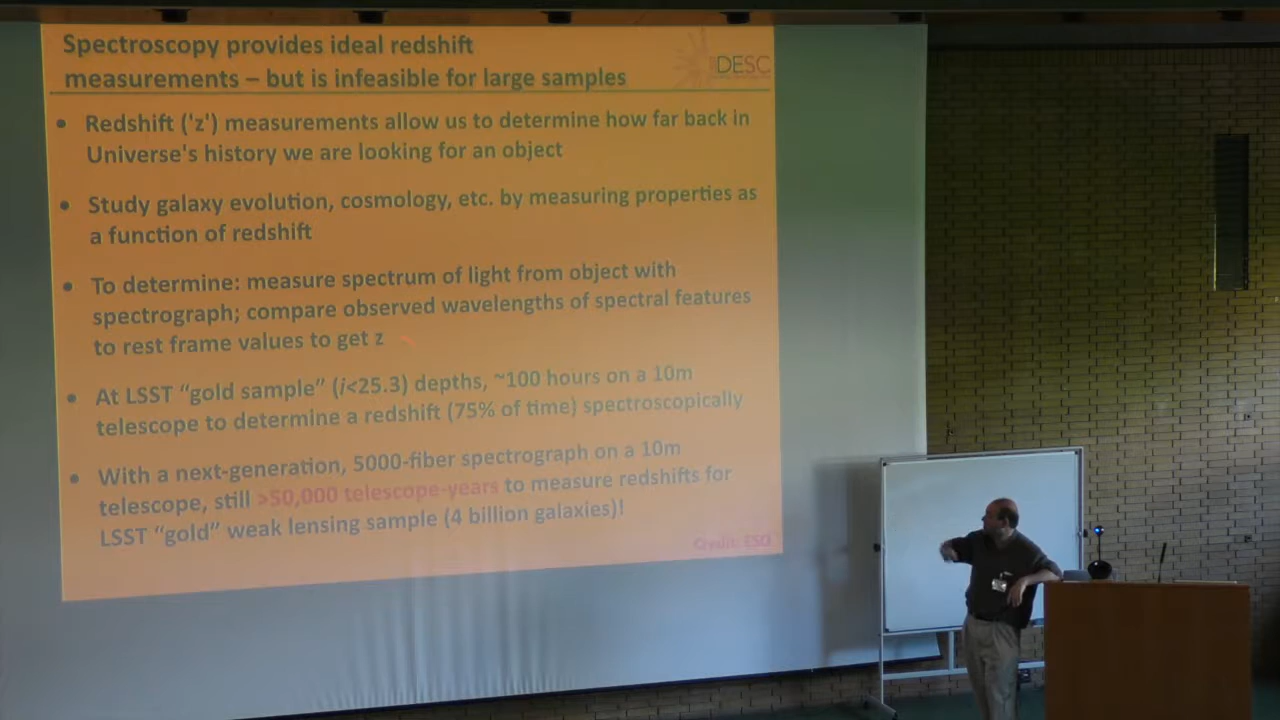 Spectroscopy provides ideal redshift
measurements – but is infeasible for large samples
DESC
• Redshift ('z') measurements allow us to determine how far back in
Universe's history we are looking for an object
• Study galaxy evolution, cosmology, etc. by measuring properties as
a function of redshift
• To determine: measure spectrum of light from object with
spectrograph; compare observed wavelengths of spectral features
to rest frame values to get z
• At LSST “gold sample” (i<25.3) depths, ~100 hours on a 10m
telescope to determine a redshift (75% of time) spectroscopically
• With a next-generation, 5000-fiber spectrograph on a 10m
telescope, still >50,000 telescope-years to measure redshifts for
LSST “gold” weak lensing sample (4 billion galaxies)!
Credit: ESO